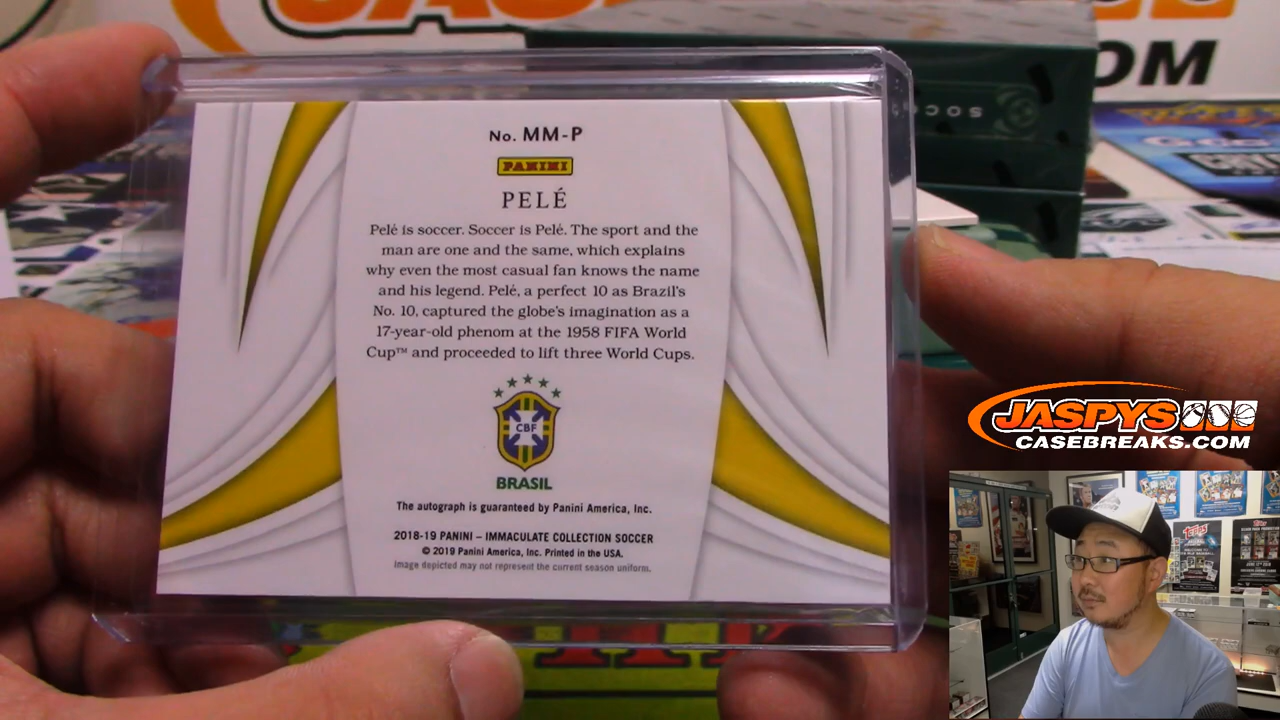 JASPYS
.COM
SOCC
No. MM-P
PANINI
PELÉ
Pelé is soccer. Soccer is Pelé. The sport and the
man are one and the same, which explains
why even the most casual fan knows the name
and his legend. Pelé, a perfect 10 as Brazil's
No. 10, captured the globe's imagination as a
17-year-old phenom at the 1958 FIFA World
Cup™ and proceeded to lift three World Cups.
CBF
BRASIL
The autograph is guaranteed by Panini America, Inc.
2018-19 PANINI – IMMACULATE COLLECTION SOCCER
© 2019 Panini America, Inc. Printed in the USA.
Image depicted may not represent the current season uniform.
JASPYS
CASEBREAKS.COM
Topps